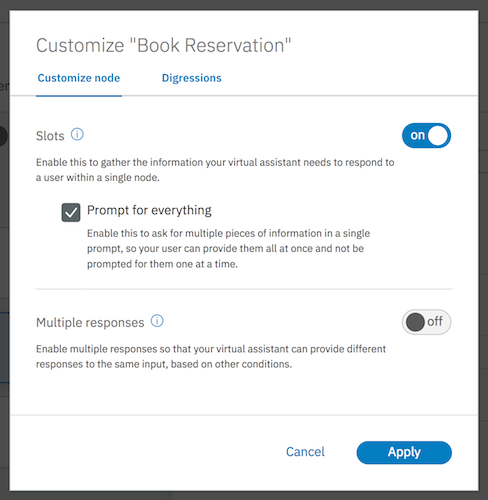 Customize "Book Reservation"
Customize node
Digressions
Slots
on
Enable this to gather the information your virtual assistant needs to respond to
a user within a single node.
Prompt for everything
Enable this to ask for multiple pieces of information in a single
prompt, so your user can provide them all at once and not be
prompted for them one at a time.
Multiple responses
off
Enable multiple responses so that your virtual assistant can provide different
responses to the same input, based on other conditions.
Cancel
Apply